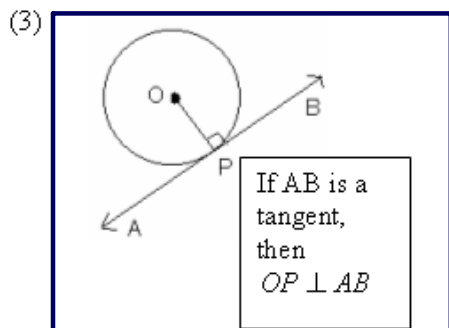 (3)
O
B
P
A
If AB is a
tangent,
then
OP ⊥ AB